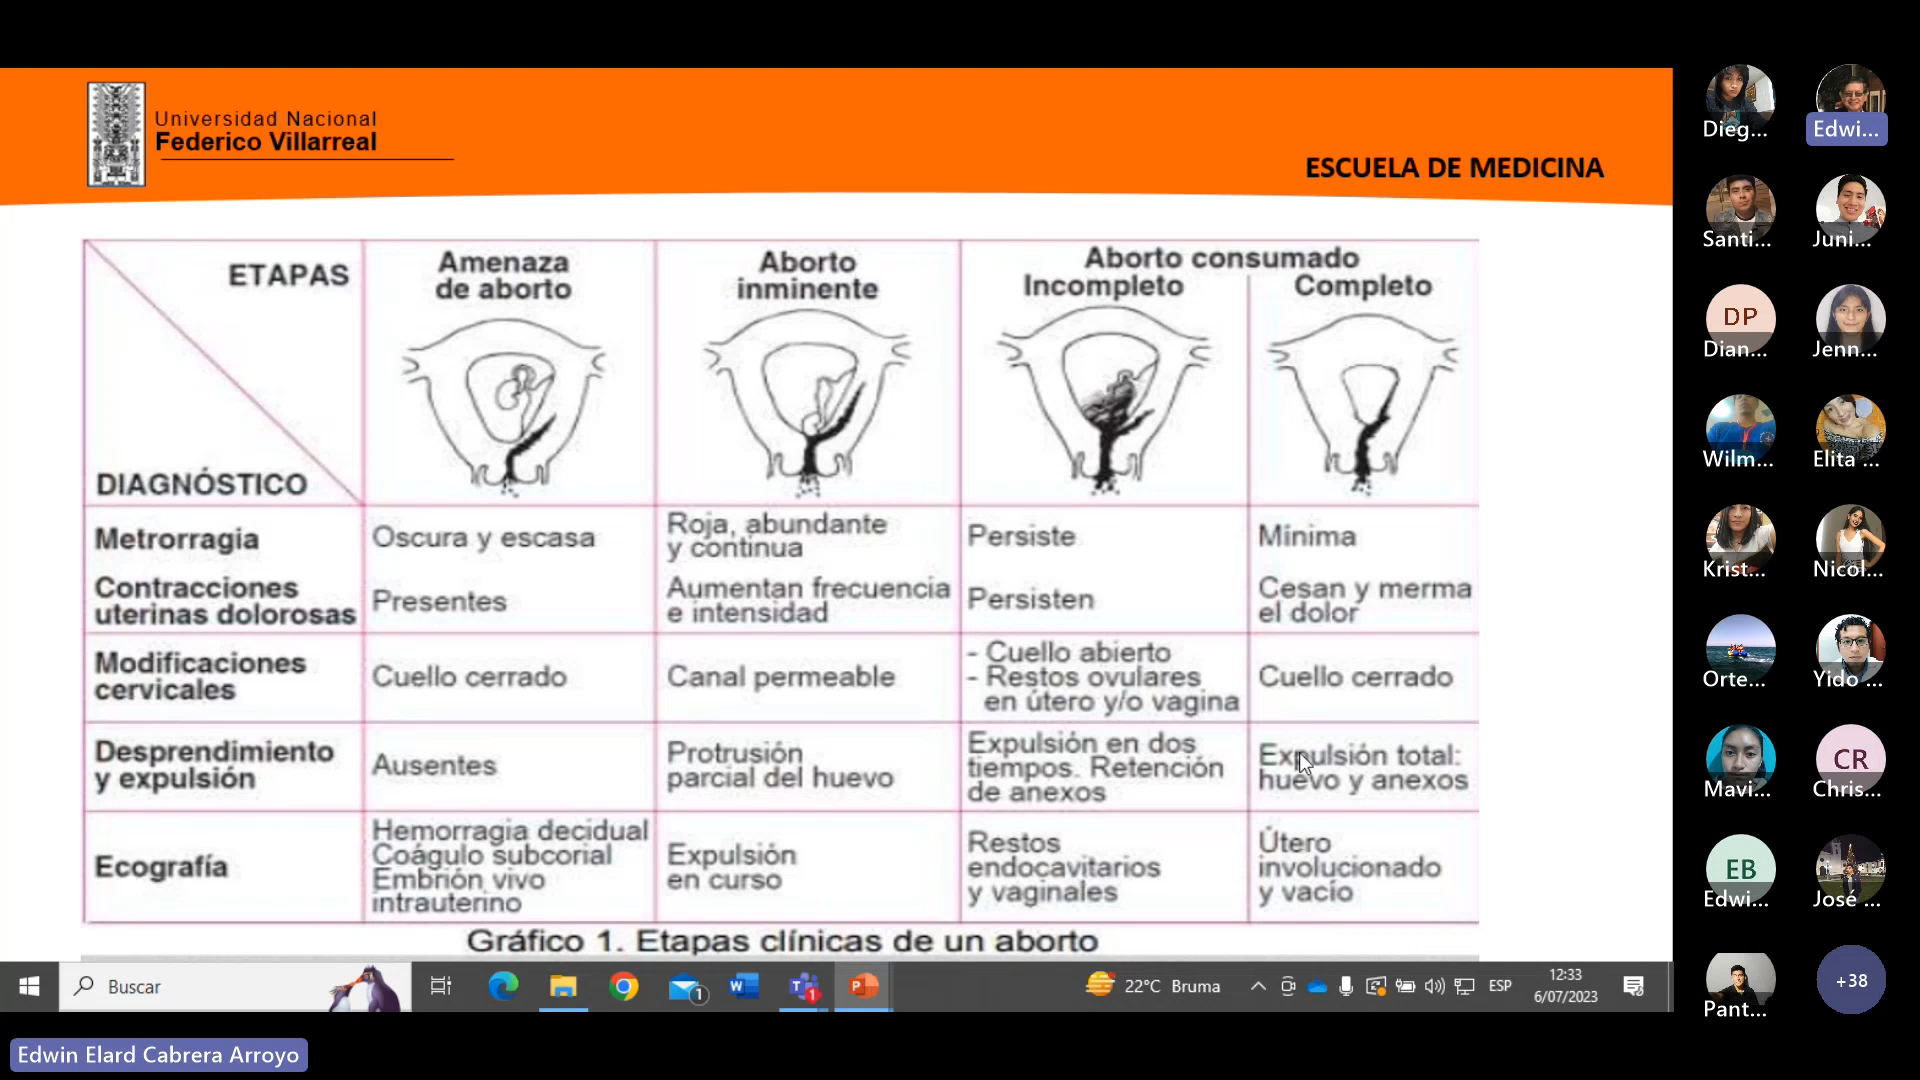 Universidad Nacional
Federico Villarreal
ESCUELA DE MEDICINA
ETAPAS
DIAGNÓSTICO
Amenaza
de aborto
Aborto
inminente
Aborto consumado
Incompleto
Completo
Metrorragia
Oscura y escasa
Roja, abundante
y continua
Persiste
Mínima
Contracciones
uterinas dolorosas
Presentes
Aumentan frecuencia
e intensidad
Persisten
Cesan y merma
el dolor
Modificaciones
cervicales
Cuello cerrado
Canal permeable
- Cuello abierto
- Restos ovulares
en útero y/o vagina
Cuello cerrado
Desprendimiento
y expulsión
Ausentes
Protrusión
parcial del huevo
Expulsión en dos
tiempos. Retención
de anexos
Expulsión total:
huevo y anexos
Ecografía
Hemorragia decidual
Coágulo subcorial
Embrión vivo
intrauterino
Expulsión
en curso
Restos
endocavitarios
y vaginales
Útero
involucionado
y vacío
Gráfico 1. Etapas clínicas de un aborto
Buscar
1
1
22°C Bruma
ESP
12:33
6/07/2023
Edwin Elard Cabrera Arroyo
Dieg...
Edwi...
Santi...
Juni...
DP
Dian...
Jenn...
Wilm...
Elita ...
Krist...
Nicol...
Orte...
Yido ...
Mavi...
CR
Chris...
EB
Edwi...
José ...
Pant...
+38